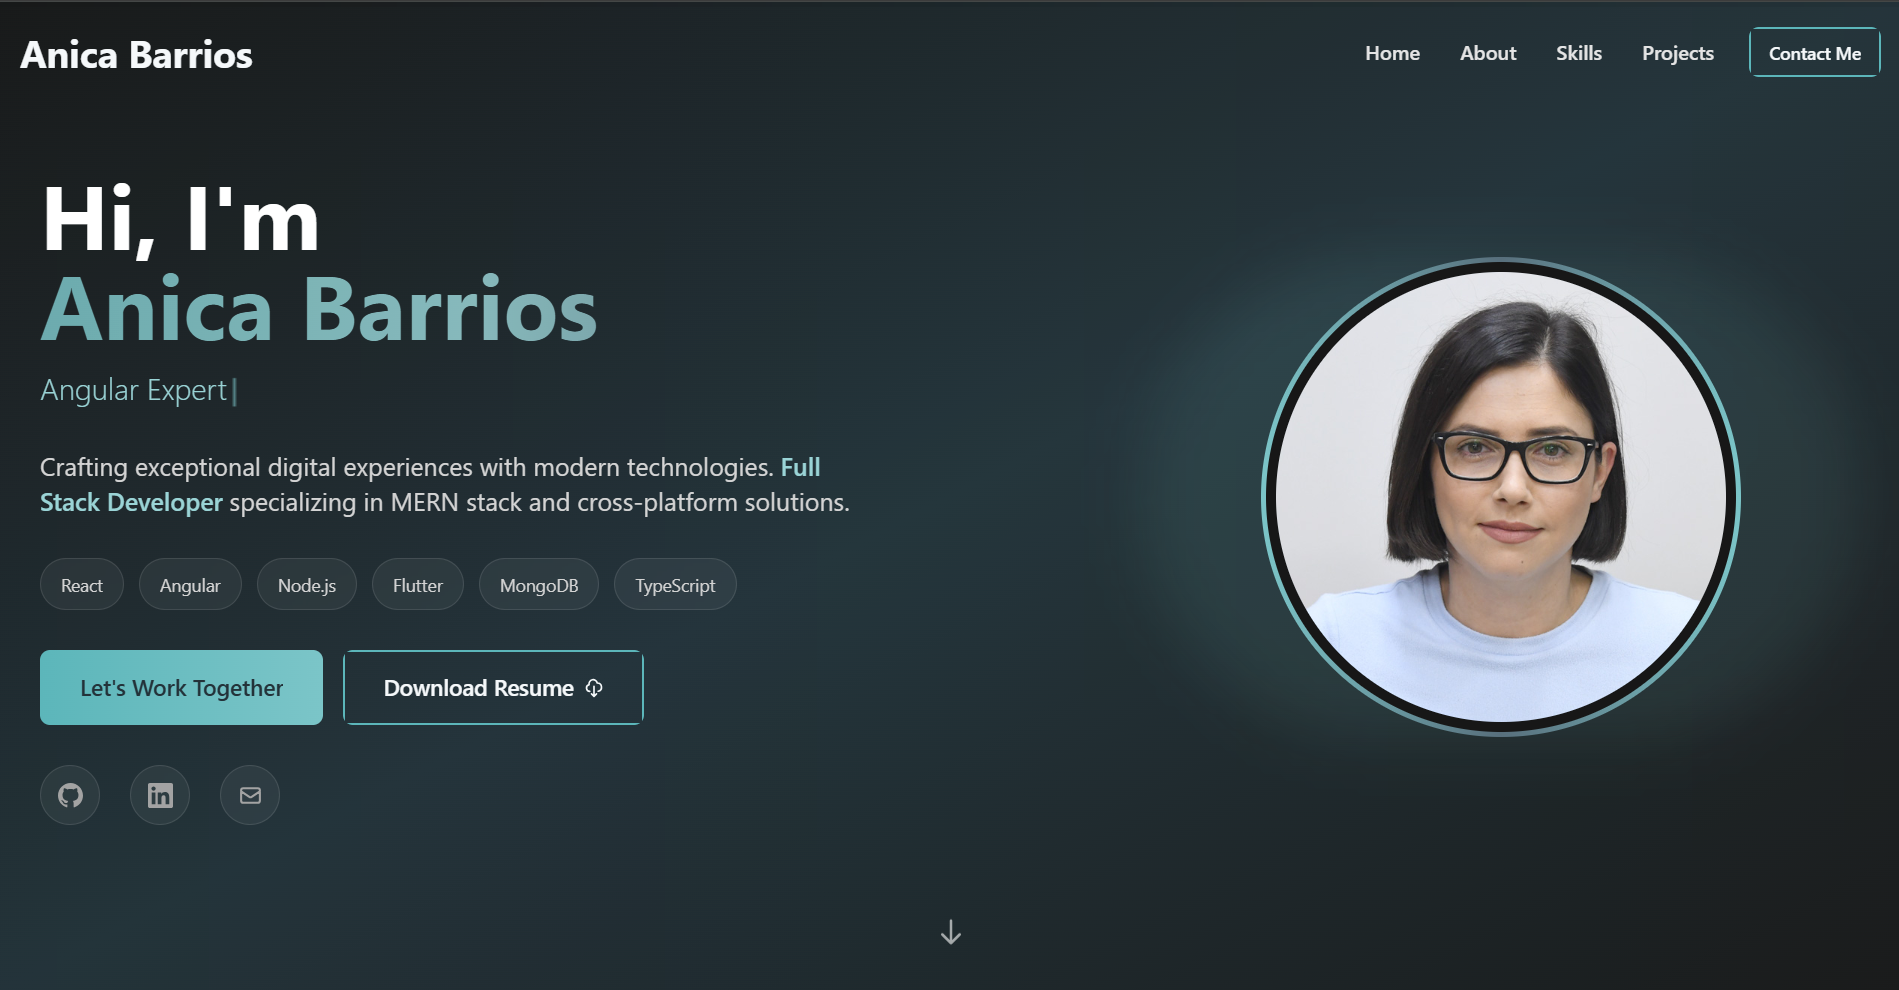 Anica Barrios
Home About Skills Projects Contact Me
Hi, I'm
Anica Barrios
Angular Expert|
Crafting exceptional digital experiences with modern technologies. Full
Stack Developer specializing in MERN stack and cross-platform solutions.
React Angular Node.js Flutter MongoDB TypeScript
Let's Work Together Download Resume
in